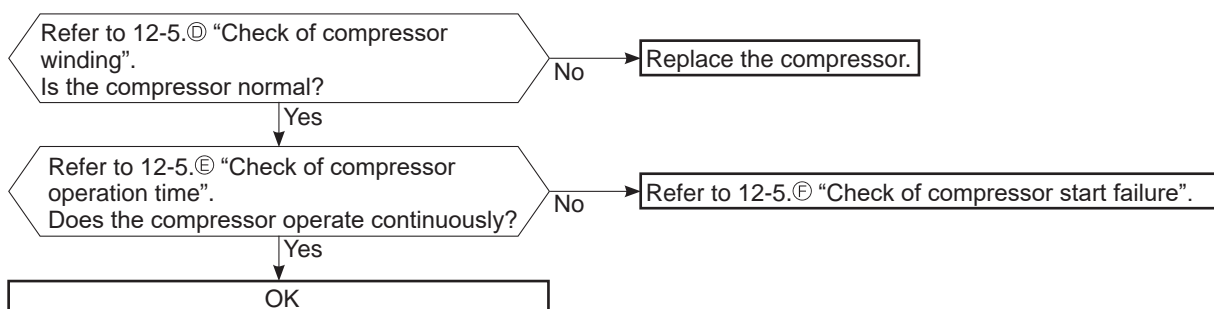 Refer to 12-5.Ⓓ “Check of compressor
winding”.
Is the compressor normal?
No
Replace the compressor.
Yes
Refer to 12-5.Ⓔ “Check of compressor
operation time”.
Does the compressor operate continuously?
No
Refer to 12-5.Ⓕ “Check of compressor start failure”.
Yes
OK